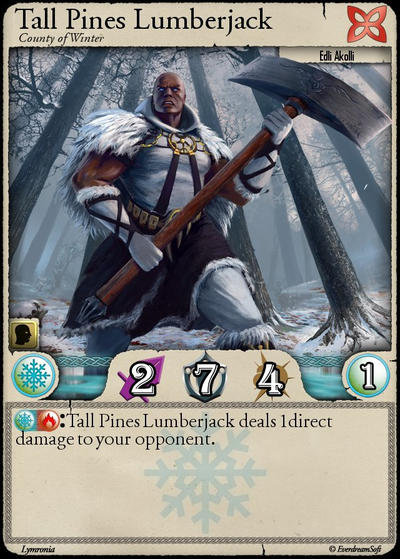 Tall Pines Lumberjack
County of Winter
Edli Akolli
2 7 4 1
:Tall Pines Lumberjack deals 1 direct
damage to your opponent.
Lymronia © EverdreamSoft